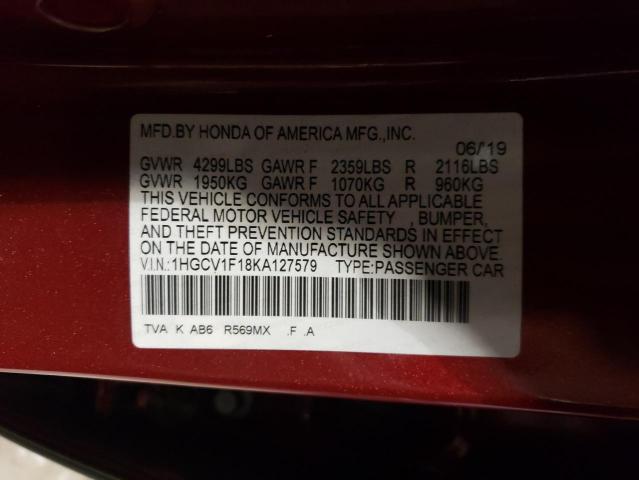 MFD.BY HONDA OF AMERICA MFG.,INC.
06/19
GVWR 4299LBS GAWR F 2359LBS R 2116LBS
GVWR 1950KG GAWR F 1070KG R 960KG
THIS VEHICLE CONFORMS TO ALL APPLICABLE
FEDERAL MOTOR VEHICLE SAFETY , BUMPER,
AND THEFT PREVENTION STANDARDS IN EFFECT
ON THE DATE OF MANUFACTURE SHOWN ABOVE.
V.I.N.:1HGCV1F18KA127579 TYPE:PASSENGER CAR
TVA K AB6 R569MX .F .A